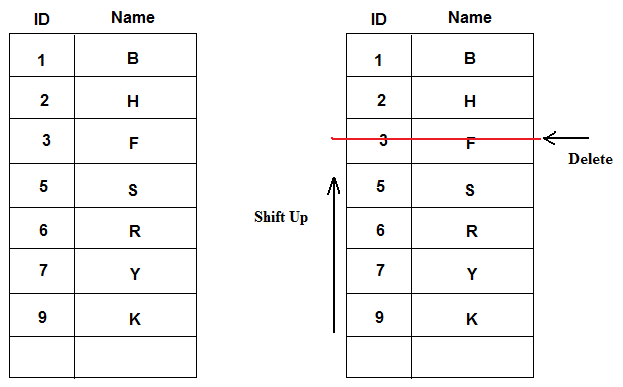 ID Name
1 B
2 H
3 F
5 S
6 R
7 Y
9 K
ID Name
1 B
2 H
3 F
Delete
5 S
Shift Up
6 R
7 Y
9 K